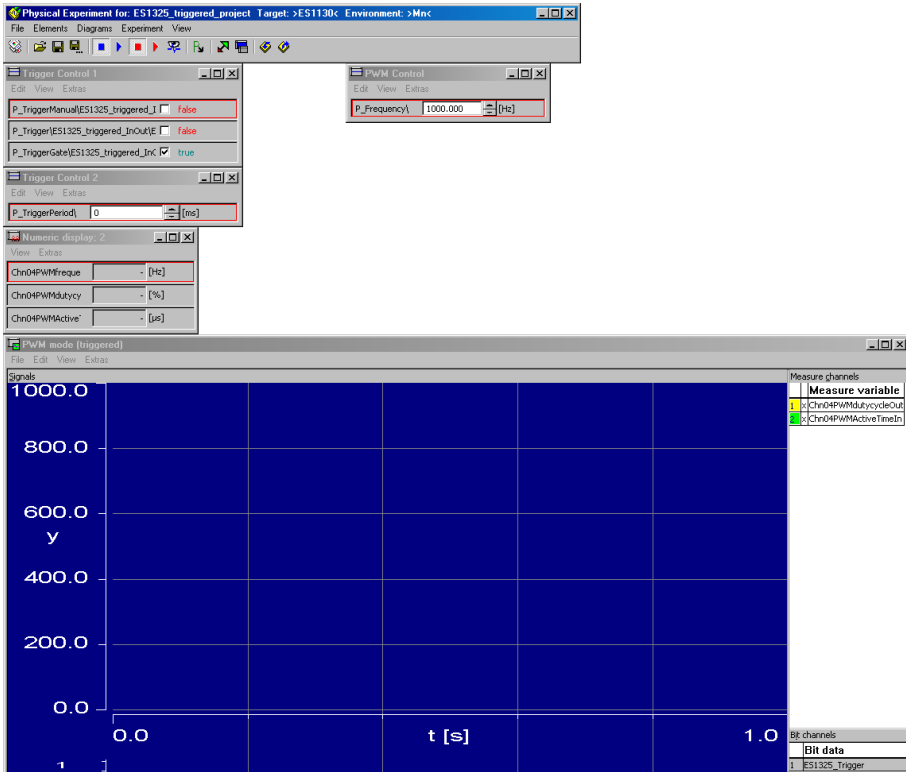 Physical Experiment for: ES1325_triggered_project Target: >ES1130< Environment: >Mn<
File Elements Diagrams Experiment View
Trigger Control 1
Edit View Extras
P_TriggerManual\ES1325_triggered_I false
P_Trigger\ES1325_triggered_InOut\E false
P_TriggerGate\ES1325_triggered_InC true
PWM Control
Edit View Extras
P_Frequency\ 1000.000 [Hz]
Trigger Control 2
Edit View Extras
P_TriggerPeriod\ 0 [ms]
Numeric display; 2
View Extras
Chn04PWMfreque - [Hz]
Chn04PWMdutycy - [%]
Chn04PWMActive - [µs]
PWM mode (triggered)
File Edit View Extras
Signals
1000.0
800.0
600.0
y
400.0
200.0
0.0
0.0 t [s] 1.0
1
Measure channels
Measure variable
1 x Chn04PWMdutycycleOut
2 x Chn04PWMActiveTimeIn
Bit channels
Bit data
1 ES1325_Trigger